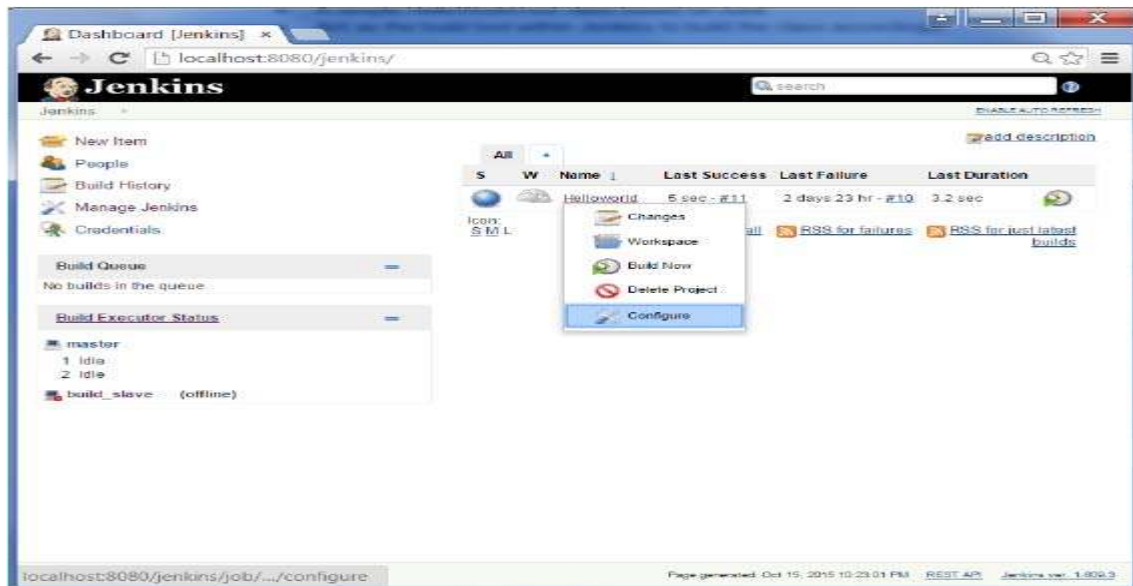 Dashboard [Jenkins]
localhost:8080/jenkins/
Jenkins
search
Jenkins
ENABLE AUTO REFRESH
New Item
People
Build History
Manage Jenkins
Credentials
Build Queue
No builds in the queue
Build Executor Status
master
1 Idle
2 Idle
build_slave (offline)
add description
All +
S W Name ↓ Last Success Last Failure Last Duration
Helloworld 5 sec - #11 2 days 23 hr - #10 3.2 sec
Icon: S M L
all RSS for failures RSS for just latest builds
Changes
Workspace
Build Now
Delete Project
Configure
localhost:8080/jenkins/job/.../configure
Page generated: Oct 15, 2015 10:23:01 PM REST API Jenkins ver. 1.609.3